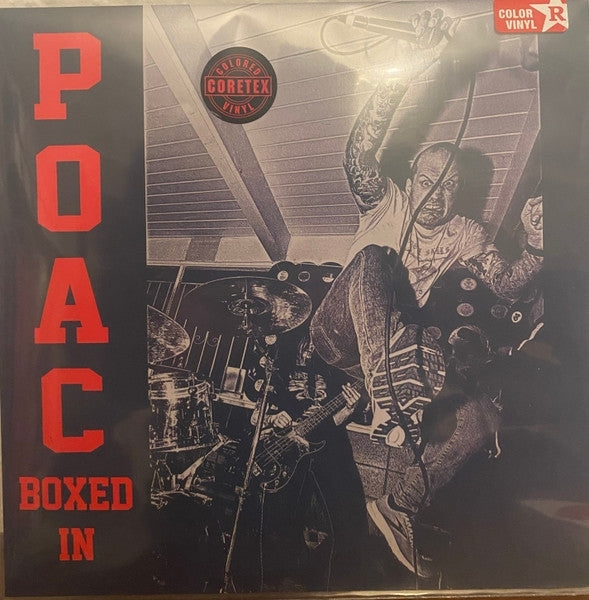 P
O
A
C
BOXED
IN
COLORED
CORETEX
VINYL
COLOR
VINYL
R